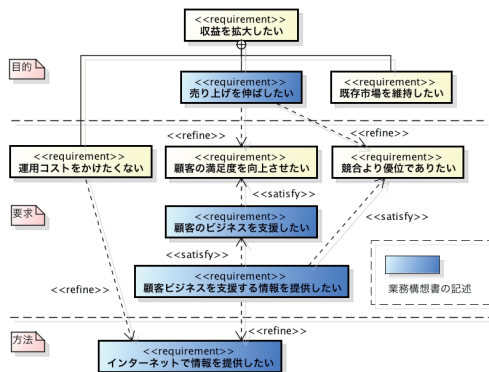 <<requirement>>
収益を拡大したい
目的
<<requirement>>
売り上げを伸ばしたい
<<requirement>>
既存市場を維持したい
<<refine>>
<<refine>>
<<requirement>>
運用コストをかけたくない
<<requirement>>
顧客の満足度を向上させたい
<<requirement>>
競合より優位でありたい
<<satisfy>>
要求
<<requirement>>
顧客のビジネスを支援したい
<<satisfy>>
<<satisfy>>
<<requirement>>
顧客ビジネスを支援する情報を提供したい
業務構想書の記述
<<refine>>
<<refine>>
方法
<<requirement>>
インターネットで情報を提供したい